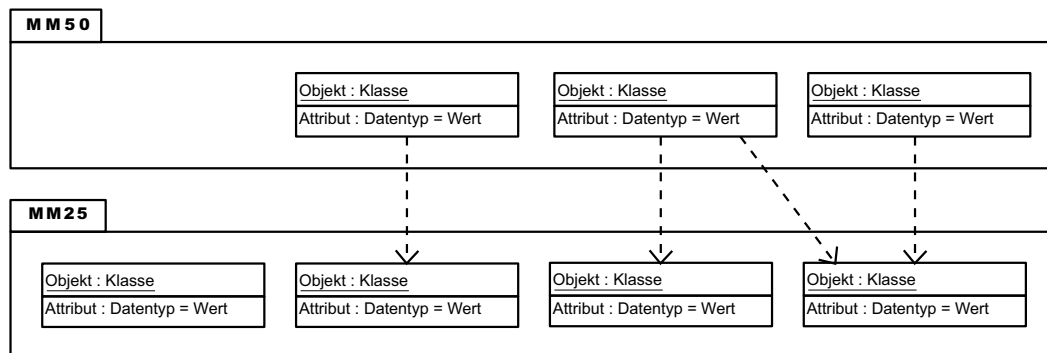 MM50
Objekt : Klasse
Attribut : Datentyp = Wert
Objekt : Klasse
Attribut : Datentyp = Wert
Objekt : Klasse
Attribut : Datentyp = Wert
MM25
Objekt : Klasse
Attribut : Datentyp = Wert
Objekt : Klasse
Attribut : Datentyp = Wert
Objekt : Klasse
Attribut : Datentyp = Wert
Objekt : Klasse
Attribut : Datentyp = Wert